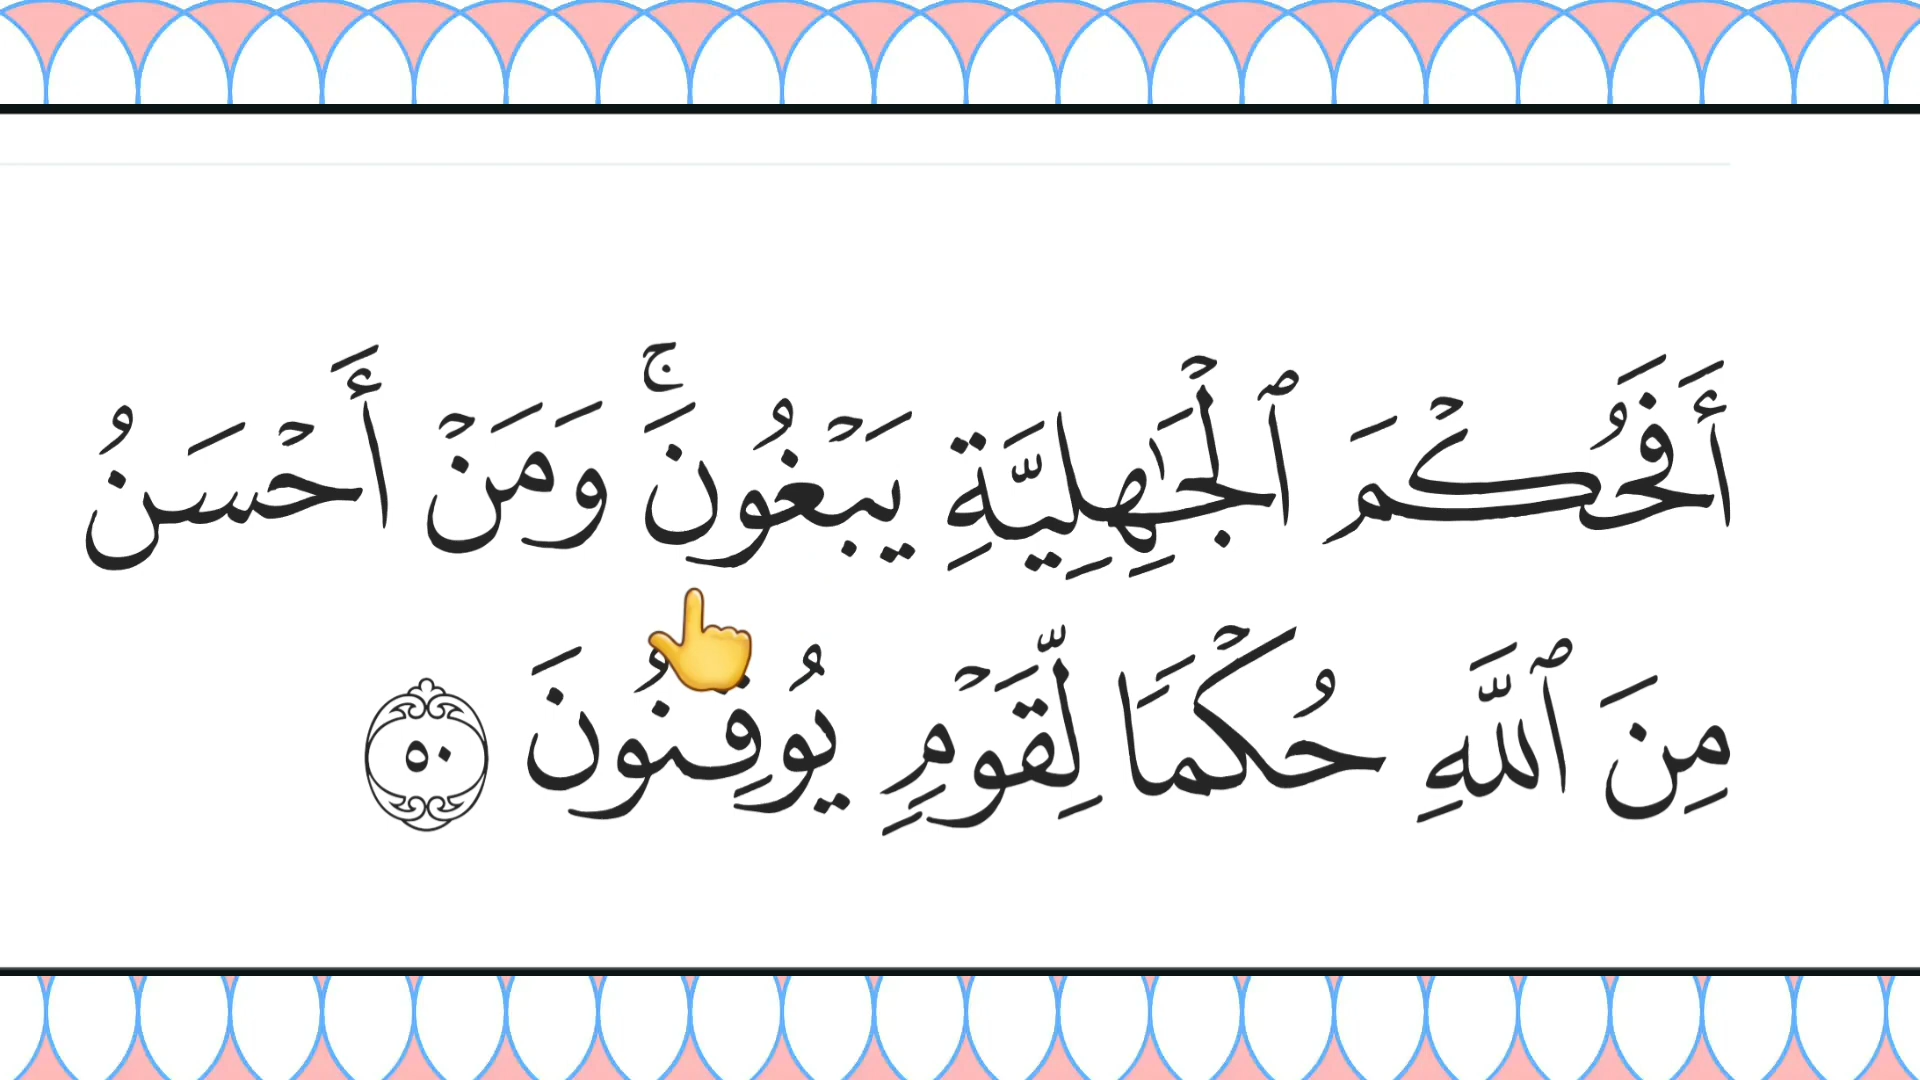 أَفَحُكْمَ ٱلْجَٰهِلِيَّةِ يَبْغُونَ ۚ وَمَنْ أَحْسَنُ
مِنَ ٱللَّهِ حُكْمًا لِّقَوْمٍ يُوقِنُونَ ٥٠